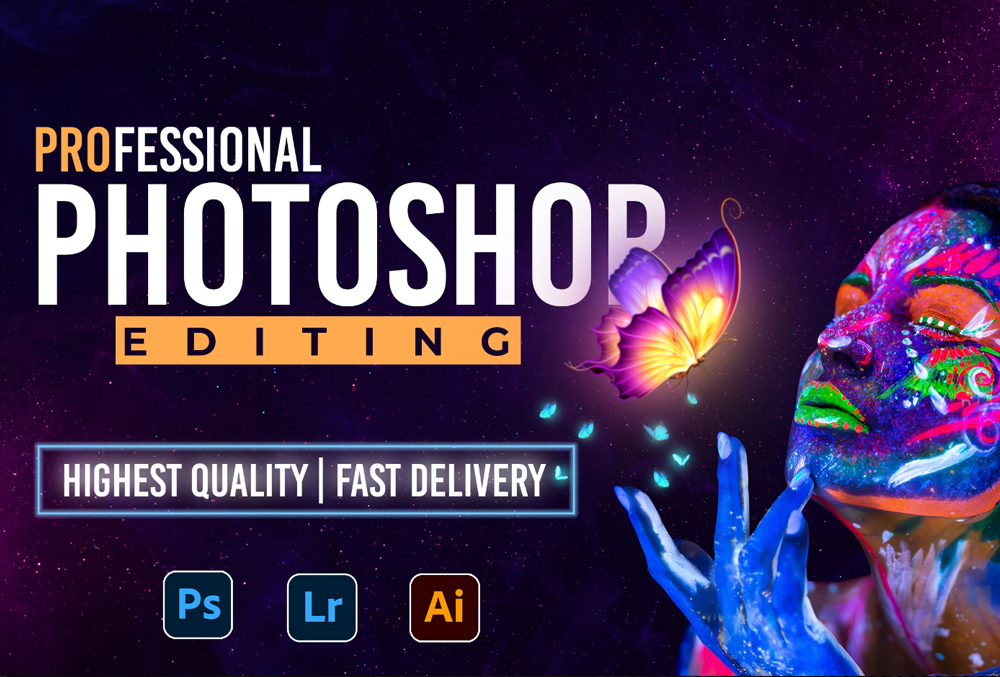 PROFESSIONAL
PHOTOSHOP
EDITING
HIGHEST QUALITY | FAST DELIVERY
Ps Lr Ai